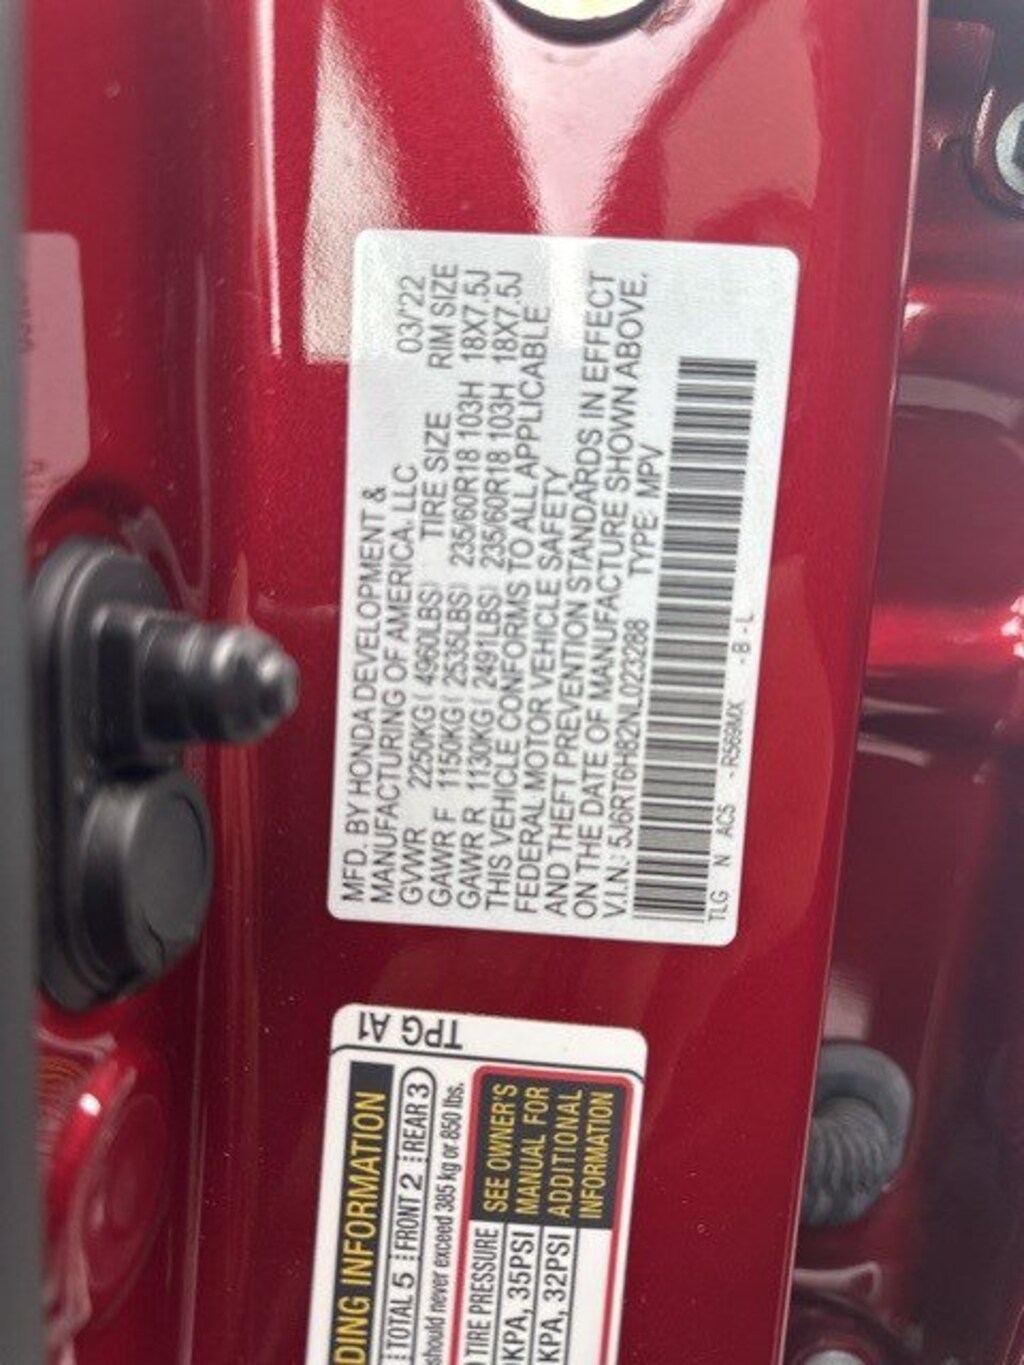 MFD. BY HONDA DEVELOPMENT &
MANUFACTURING OF AMERICA, LLC 03/'22
GVWR 2250KG ( 4960LBS) TIRE SIZE RIM SIZE
GAWR F 1150KG ( 2535LBS) 235/60R18 103H 18X7.5J
GAWR R 1130KG ( 2491LBS) 235/60R18 103H 18X7.5J
THIS VEHICLE CONFORMS TO ALL APPLICABLE
FEDERAL MOTOR VEHICLE SAFETY
AND THEFT PREVENTION STANDARDS IN EFFECT
ON THE DATE OF MANUFACTURE SHOWN ABOVE.
V.I.N.: 5J6RT6H82NL023288 TYPE: MPV
TLG N AC5 -R569MX -B-L
TPG A1
DING INFORMATION
TOTAL 5 FRONT 2 REAR 3
should never exceed 385 kg or 850 lbs.
TIRE PRESSURE
KPA, 35PSI
KPA, 32PSI
SEE OWNER'S
MANUAL FOR
ADDITIONAL
INFORMATION